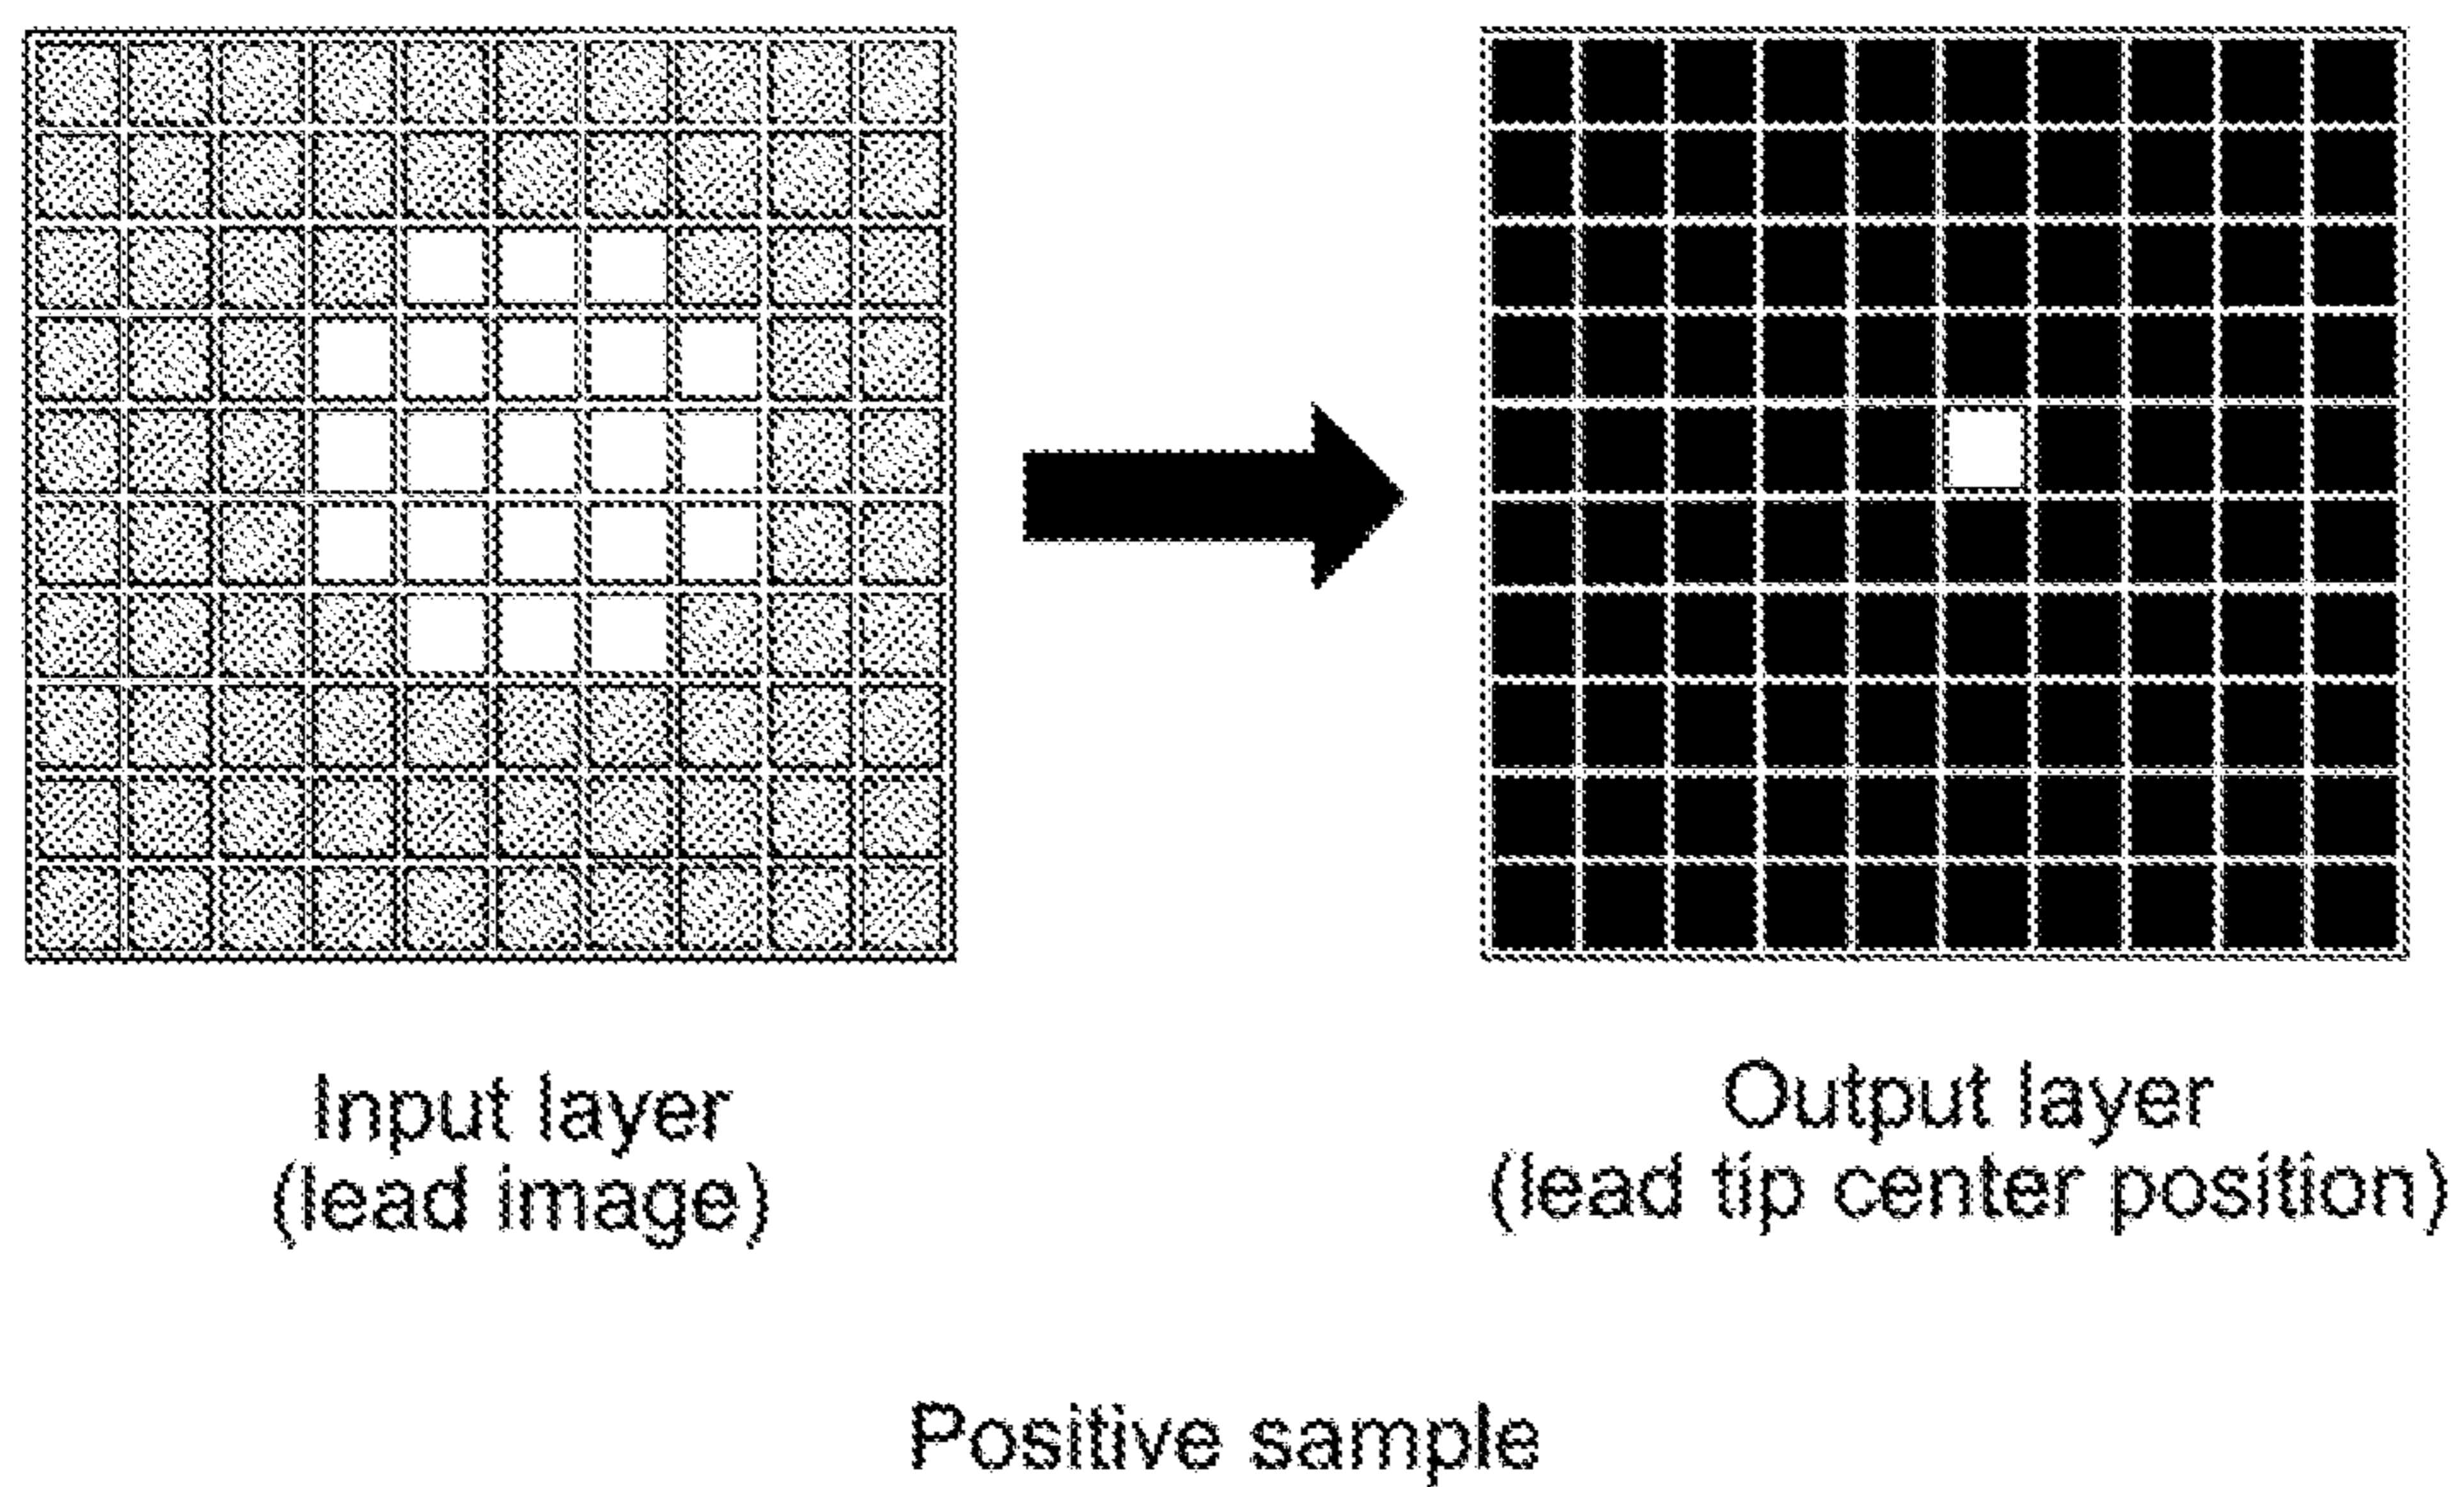 Input layer
(lead image)
Output layer
(lead tip center position)
Positive sample